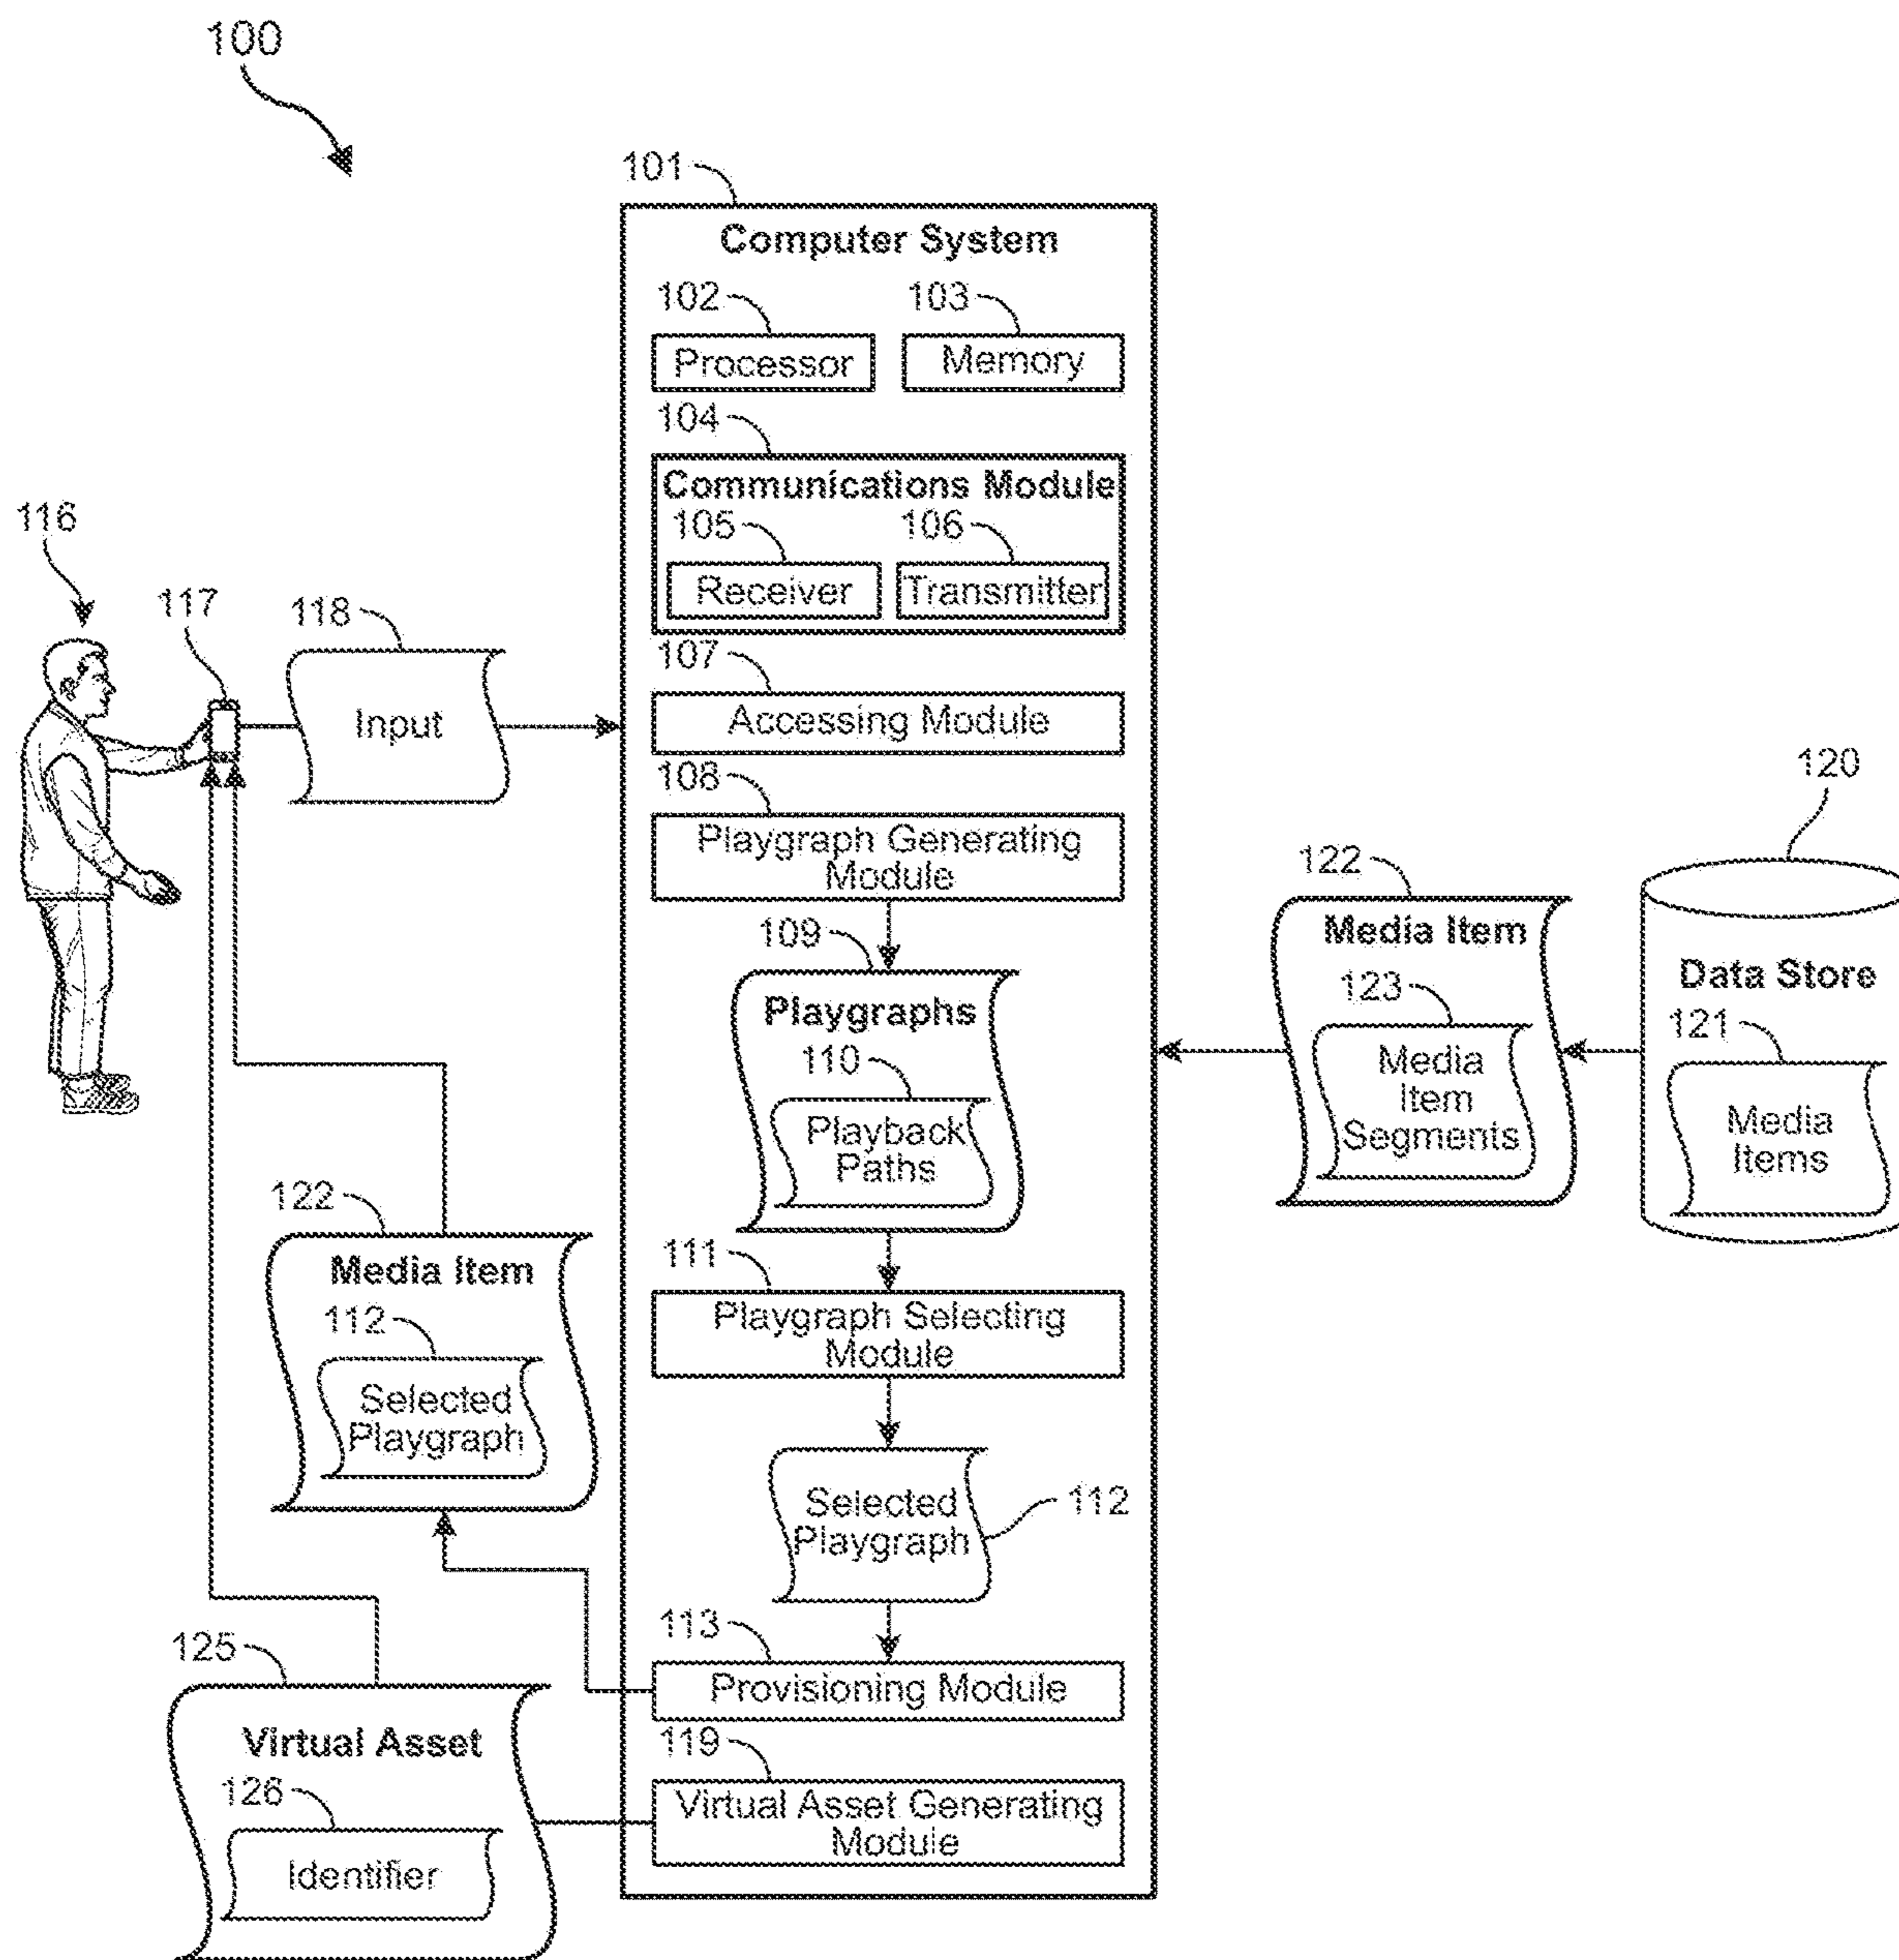 100
101
Computer System
102
103
Processor
Memory
104
Communications Module
105
106
Receiver
Transmitter
107
Accessing Module
108
Playgraph Generating
Module
109
Playgraphs
110
Playback
Paths
111
Playgraph Selecting
Module
Selected
Playgraph
112
113
Provisioning Module
119
Virtual Asset Generating
Module
116
117
118
Input
122
Media Item
112
Selected
Playgraph
125
Virtual Asset
126
Identifier
122
Media Item
123
Media
Item
Segments
120
Data Store
121
Media
Items